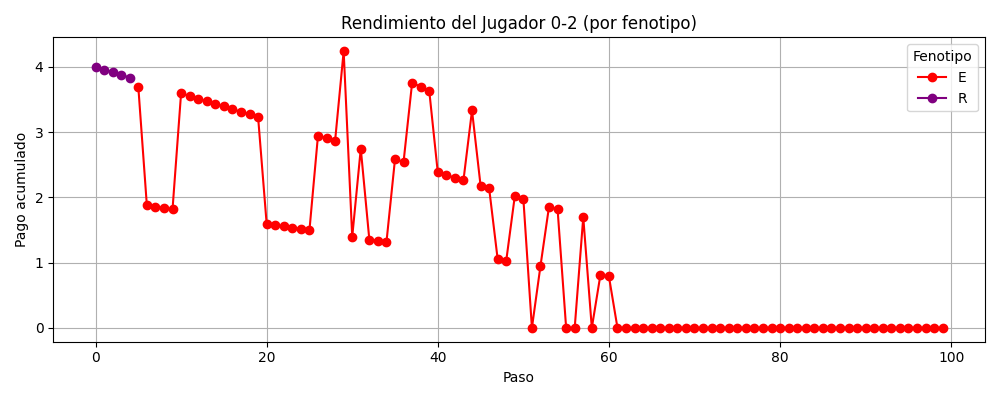 Rendimiento del Jugador 0-2 (por fenotipo)
Pago acumulado
4
3
2
1
0
Fenotipo
E
R
0
20
40
60
80
100
Paso